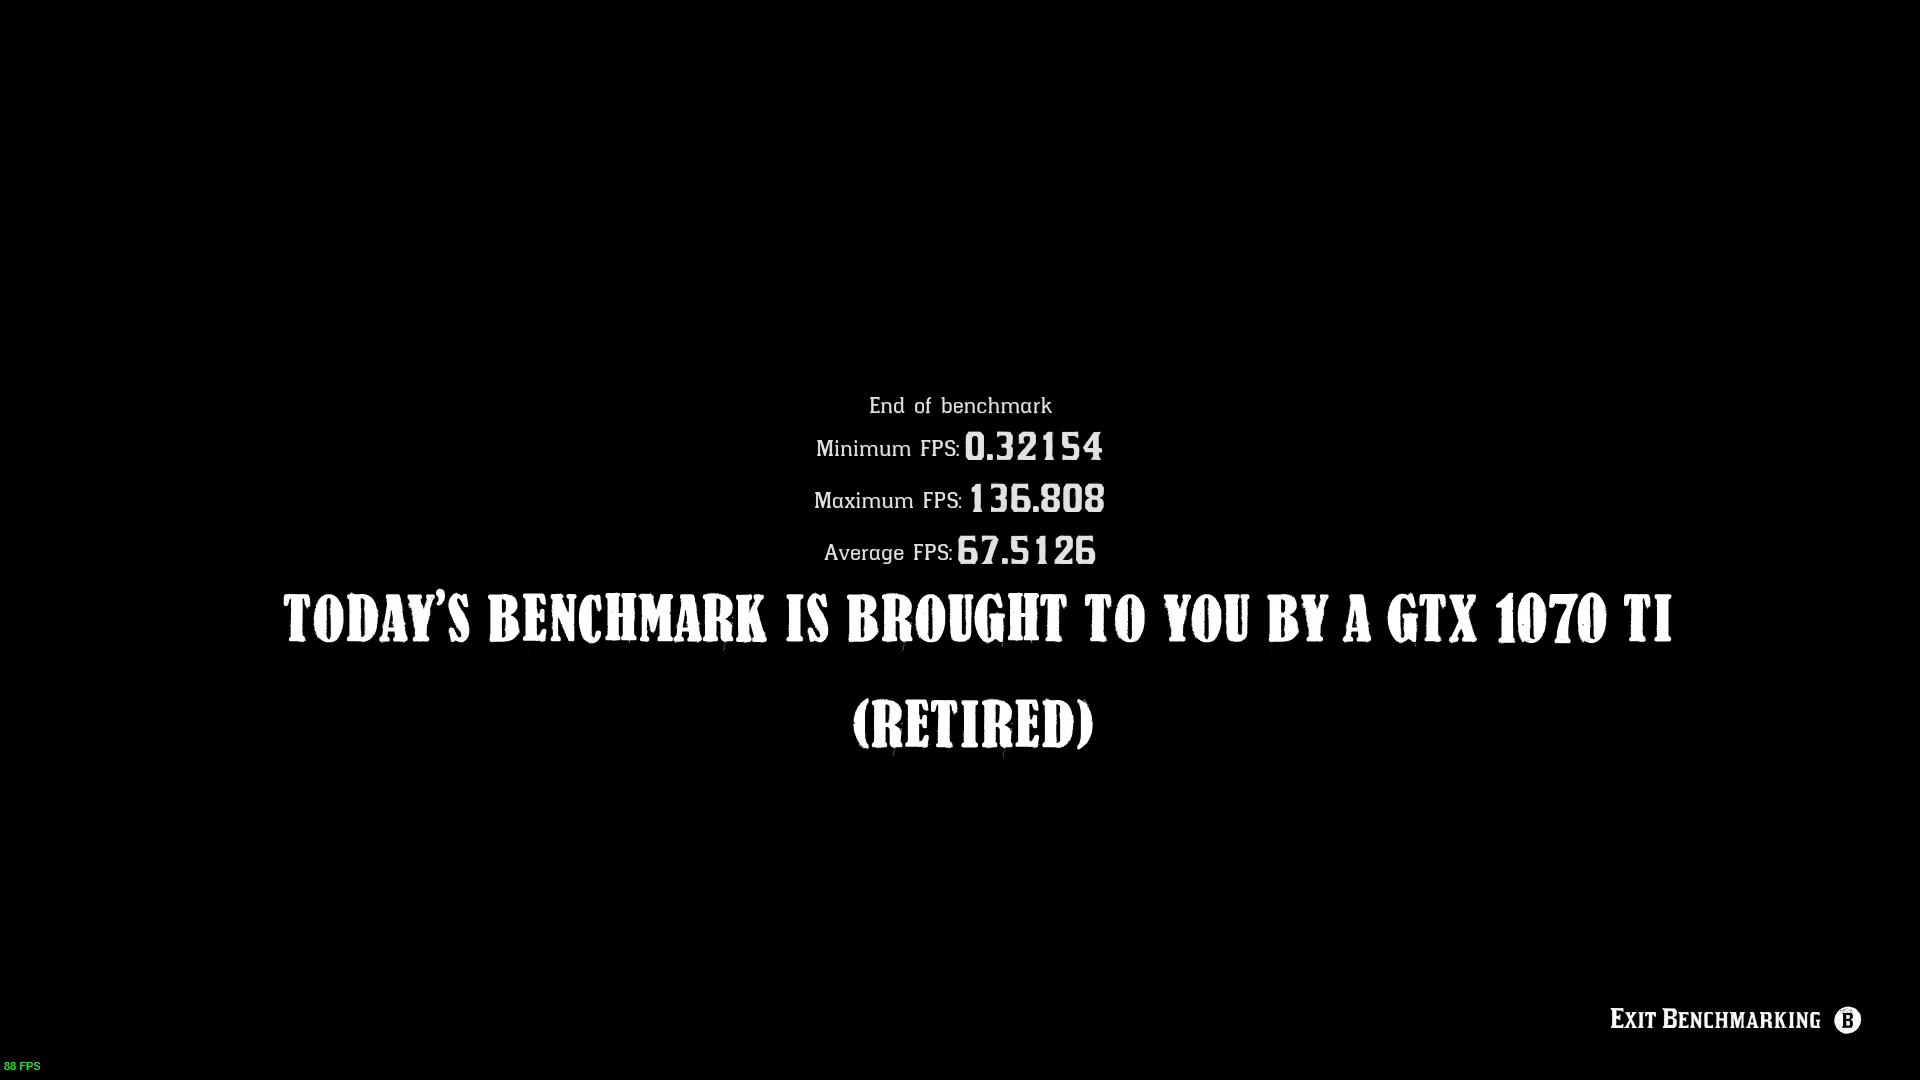 End of benchmark
Minimum FPS: 0.32154
Maximum FPS: 136.808
Average FPS: 67.5126
TODAY'S BENCHMARK IS BROUGHT TO YOU BY A GTX 1070 TI
(RETIRED)
EXIT BENCHMARKING B
88 FPS